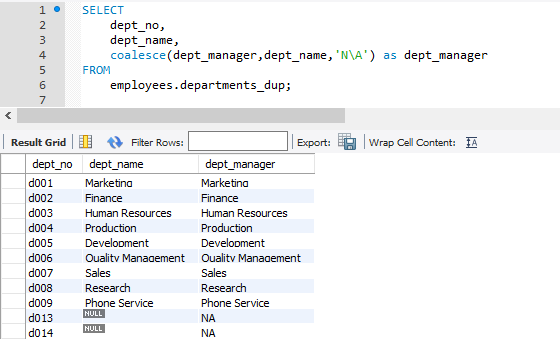 1 SELECT
2 dept_no,
3 dept_name,
4 coalesce(dept_manager,dept_name,'N\A') as dept_manager
5 FROM
6 employees.departments_dup;
7
Result Grid Filter Rows: Export: Wrap Cell Content: IA
dept_no dept_name dept_manager
d001 Marketing Marketing
d002 Finance Finance
d003 Human Resources Human Resources
d004 Production Production
d005 Development Development
d006 Quality Management Quality Management
d007 Sales Sales
d008 Research Research
d009 Phone Service Phone Service
d013 NULL NA
d014 NULL NA